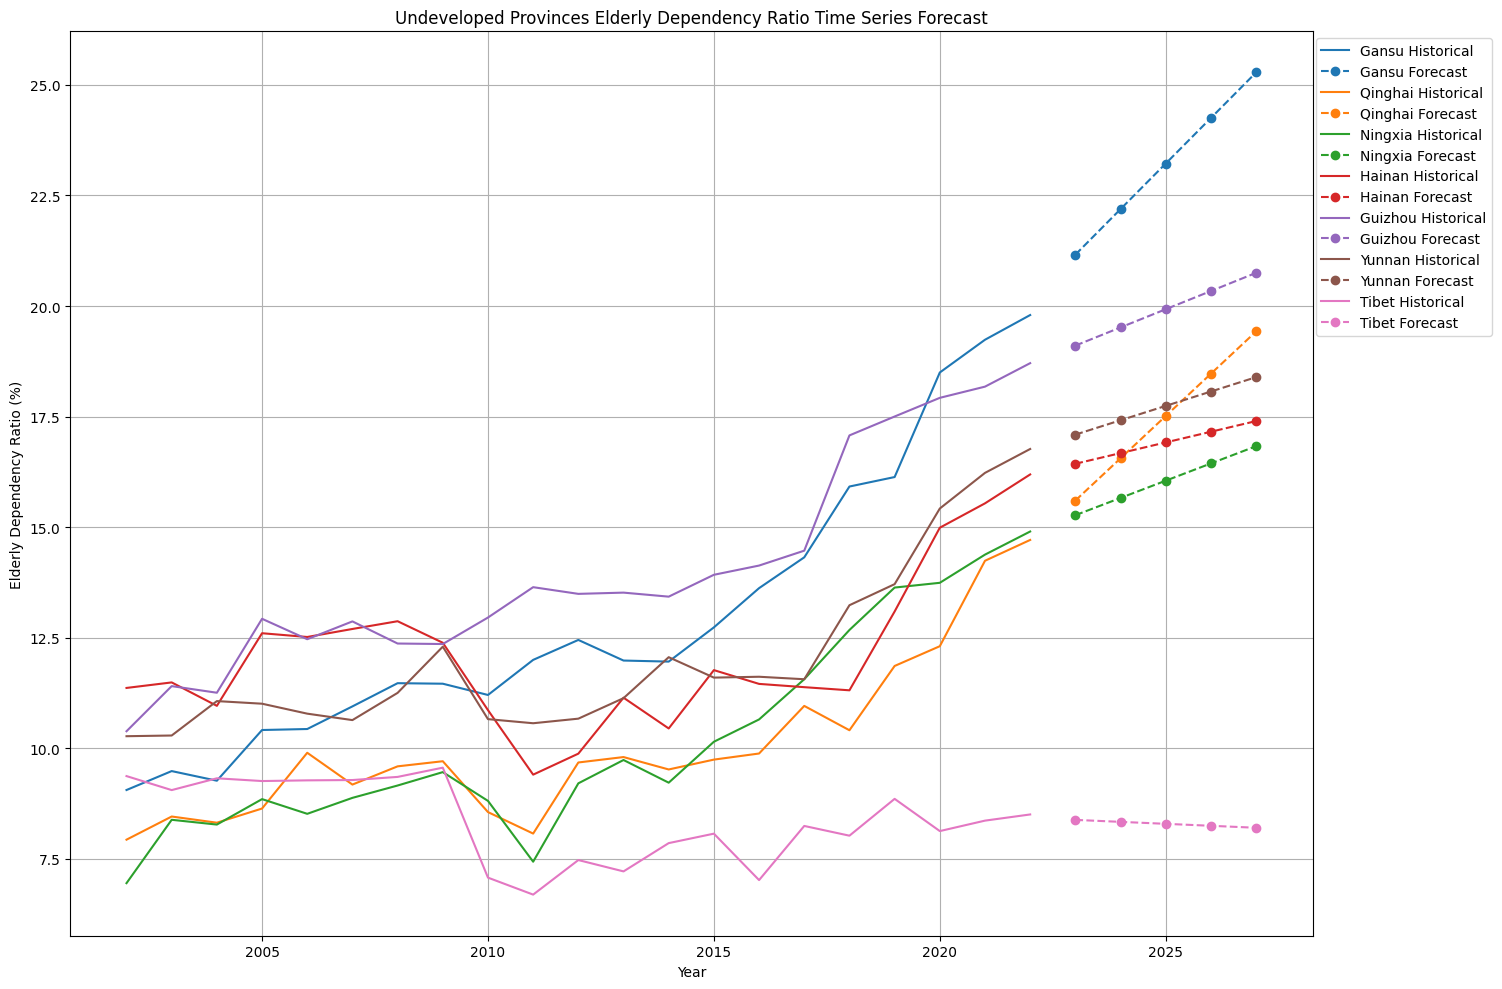 Undeveloped Provinces Elderly Dependency Ratio Time Series Forecast
Elderly Dependency Ratio (%)
25.0
22.5
20.0
17.5
15.0
12.5
10.0
7.5
2005
2010
2015
2020
2025
Year
Gansu Historical
Gansu Forecast
Qinghai Historical
Qinghai Forecast
Ningxia Historical
Ningxia Forecast
Hainan Historical
Hainan Forecast
Guizhou Historical
Guizhou Forecast
Yunnan Historical
Yunnan Forecast
Tibet Historical
Tibet Forecast